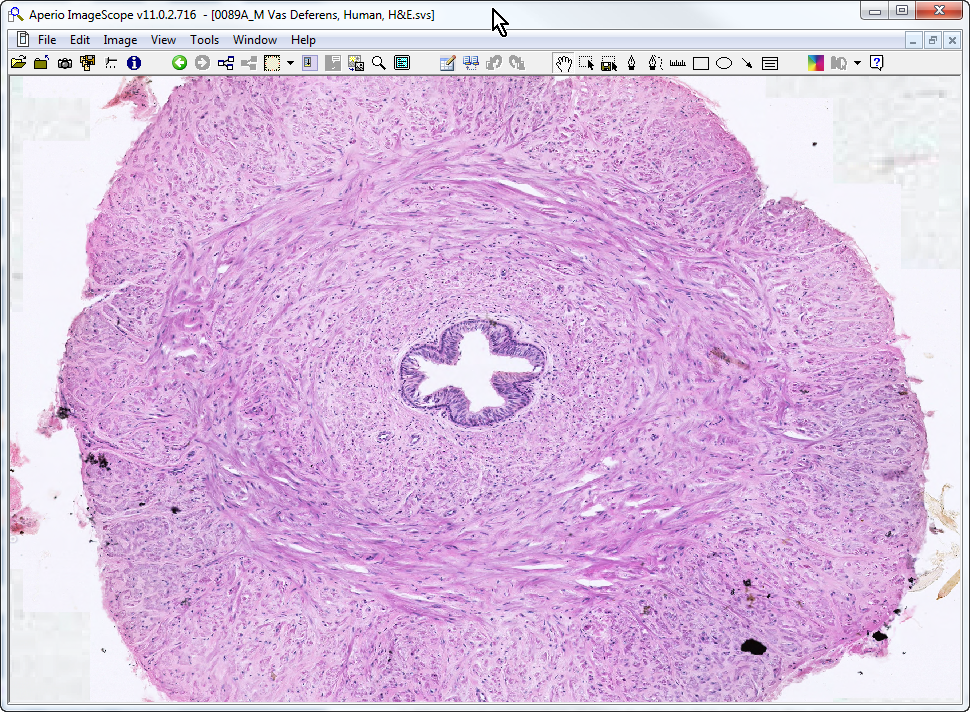 Aperio ImageScope v11.0.2.716 - [0089A_M Vas Deferens, Human, H&E.svs]
File Edit Image View Tools Window Help